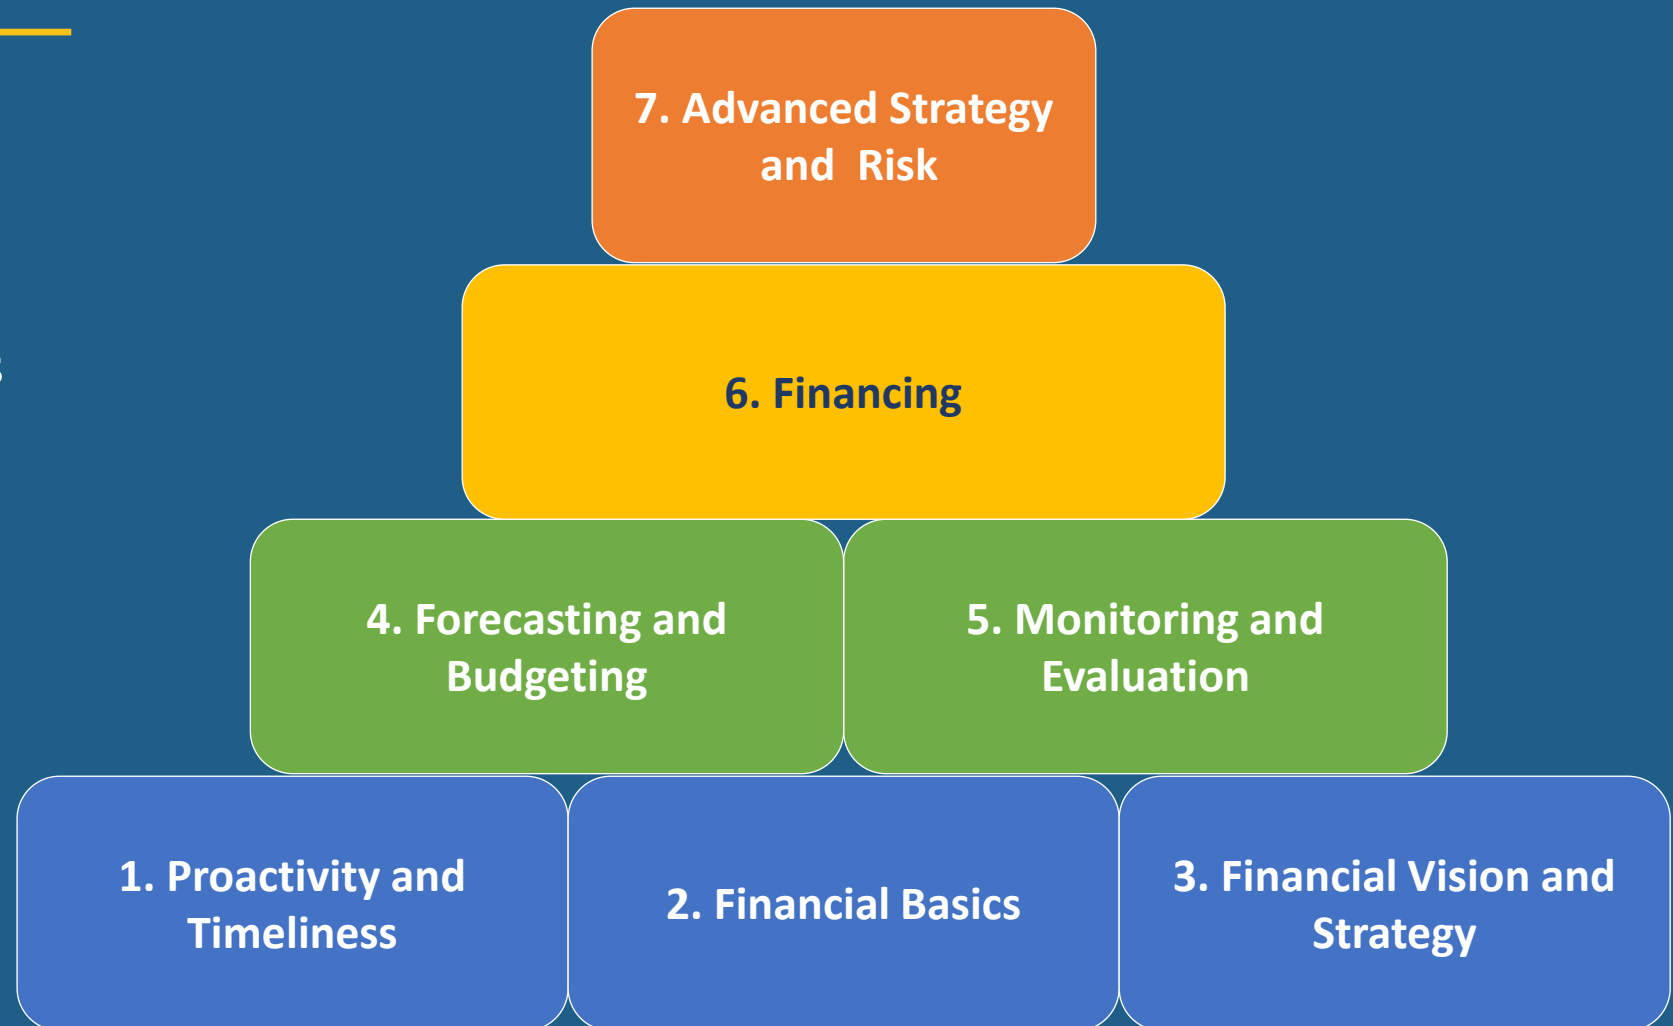 7. Advanced Strategy
and Risk
6. Financing
4. Forecasting and
Budgeting
5. Monitoring and
Evaluation
1. Proactivity and
Timeliness
2. Financial Basics
3. Financial Vision and
Strategy